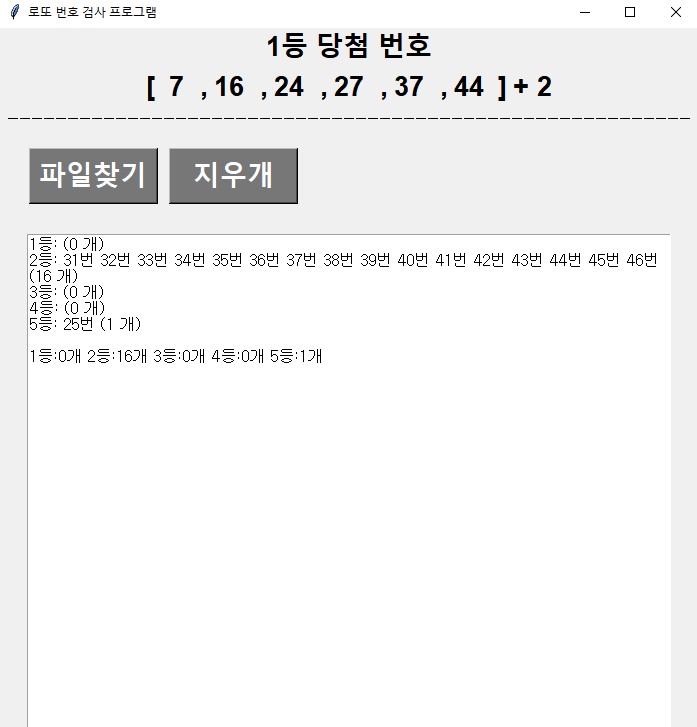 로또 번호 검사 프로그램
1등 당첨 번호
[ 7 , 16 , 24 , 27 , 37 , 44 ] + 2
파일찾기 지우개
1등: (0 개)
2등: 31번 32번 33번 34번 35번 36번 37번 38번 39번 40번 41번 42번 43번 44번 45번 46번
(16 개)
3등: (0 개)
4등: (0 개)
5등: 25번 (1 개)
1등:0개 2등:16개 3등:0개 4등:0개 5등:1개